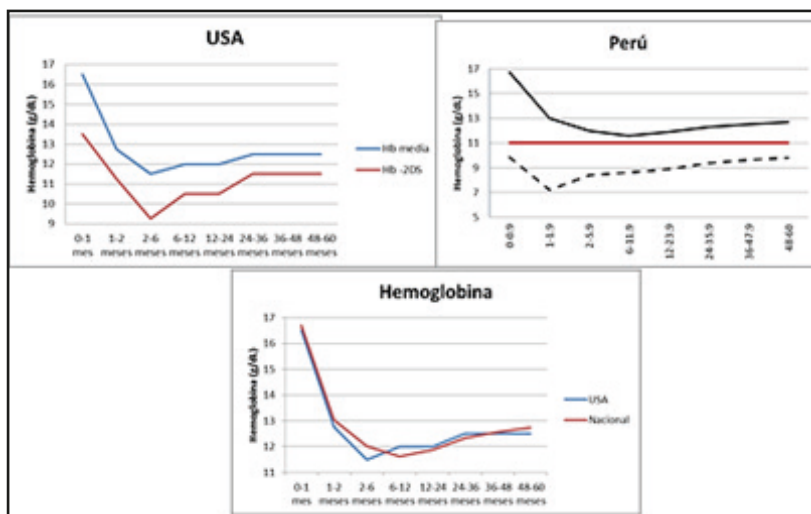 USA
Hemoglobina (g/dL)
17
16
15
14
13
12
11
10
9
Hb media
Hb -2DS
0-1 mes
1-2 meses
2-6 meses
6-12 meses
12-24 meses
24-36 meses
36-48 meses
48-60 meses
Perú
Hemoglobina (g/dL)
17
15
13
11
9
7
5
0-0.9
1-1.9
2-5.9
6-11.9
12-23.9
24-35.9
36-47.9
48-60
Hemoglobina
Hemoglobina (g/dL)
17
16
15
14
13
12
11
USA
Nacional
0-1 mes
1-2 meses
2-6 meses
6-12 meses
12-24 meses
24-36 meses
36-48 meses
48-60 meses